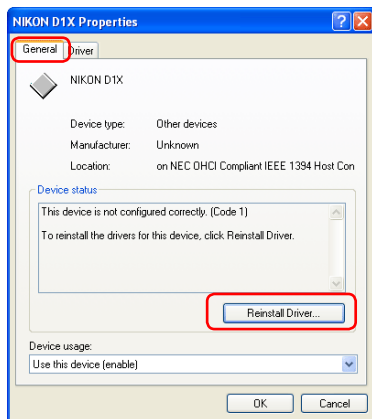 NIKON D1X Properties
General Driver
NIKON D1X
Device type: Other devices
Manufacturer: Unknown
Location: on NEC OHCI Compliant IEEE 1394 Host Con
Device status
This device is not configured correctly. (Code 1)
To reinstall the drivers for this device, click Reinstall Driver.
Reinstall Driver...
Device usage:
Use this device (enable)
OK Cancel